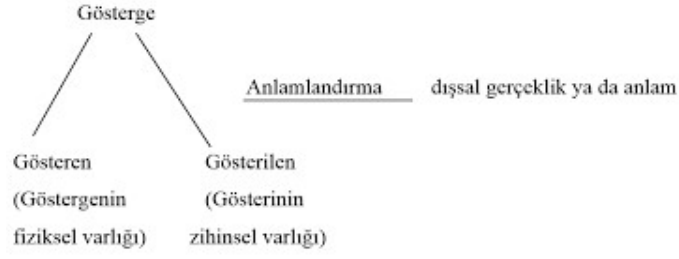 Gösterge
Anlamlandırma dışsal gerçeklik ya da anlam
Gösteren Gösterilen
(Göstergenin (Gösterinin
fiziksel varlığı) zihinsel varlığı)